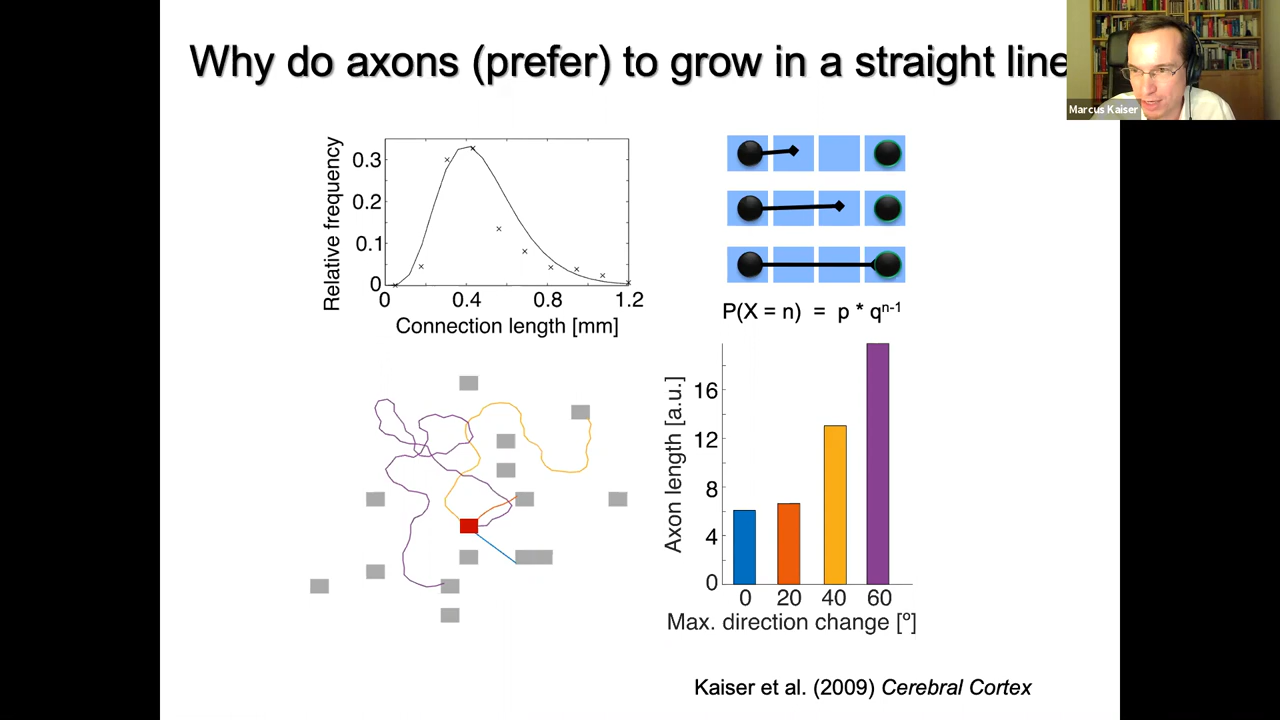 Why do axons (prefer) to grow in a straight line
Marcus Kaiser
Relative frequency
0.3
0.2
0.1
0
0 0.4 0.8 1.2
Connection length [mm]
P(X = n) = p * qn-1
Axon length [a.u.]
16
12
8
4
0
0 20 40 60
Max. direction change [º]
Kaiser et al. (2009) Cerebral Cortex